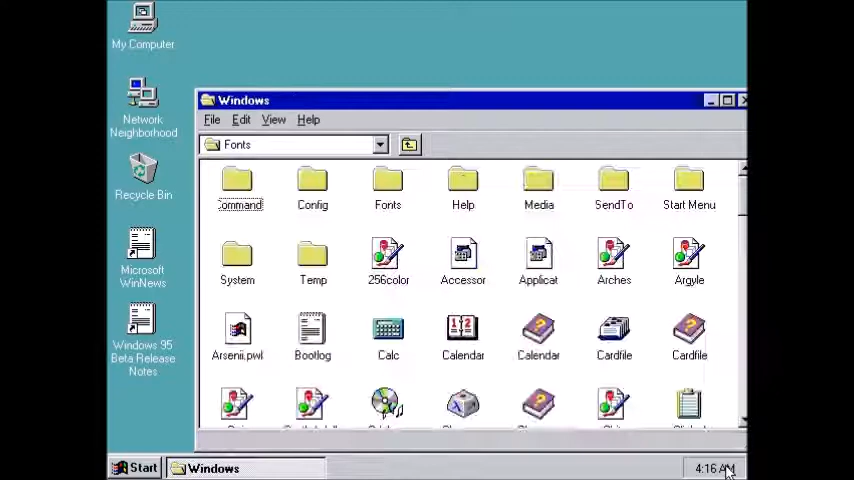 My Computer
Network
Neighborhood
Recycle Bin
Microsoft
WinNews
Windows 95
Beta Release
Notes
Windows
File Edit View Help
Fonts
Command Config Fonts Help Media SendTo Start Menu
System Temp 256color Accessor Applicat Arches Argyle
Arsenii.pwl Bootlog Calc Calendar Calendar Cardfile Cardfile
Start Windows 4:16 AM